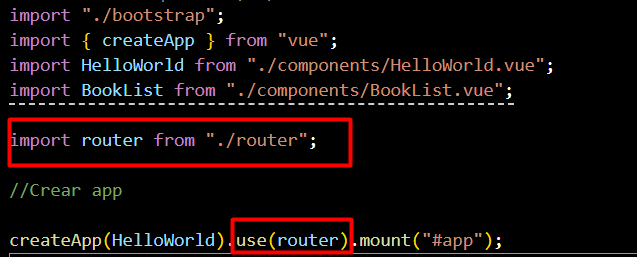 import "./bootstrap";
import { createApp } from "vue";
import HelloWorld from "./components/HelloWorld.vue";
import BookList from "./components/BookList.vue";
import router from "./router";
//Crear app
createApp(HelloWorld).use(router).mount("#app");